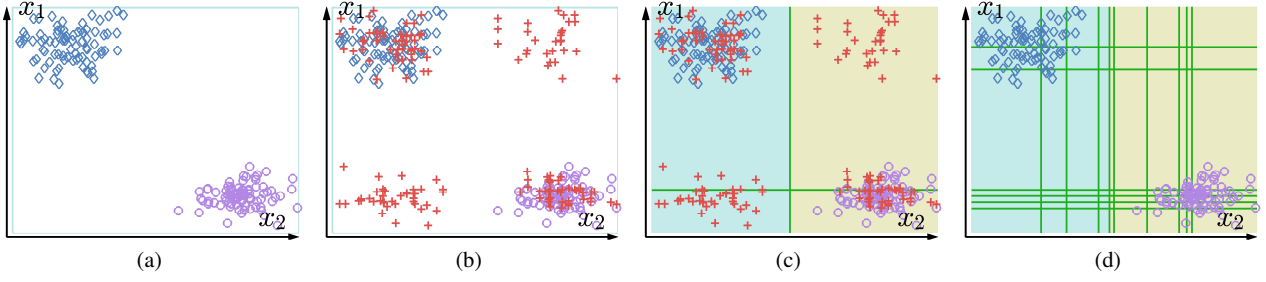 x₁ x₁ x₁ x₁
x₂ x₂ x₂ x₂
(a) (b) (c) (d)